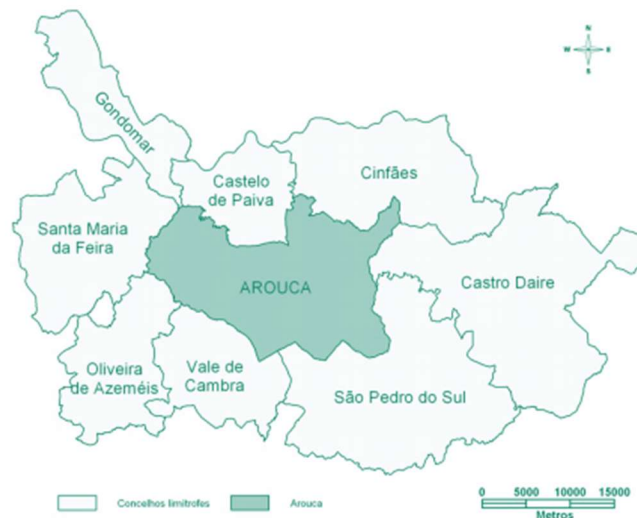 N
W E
S
Gondomar
Castelo
de Paiva
Cinfães
Santa Maria
da Feira
AROUCA
Castro Daire
Oliveira
de Azeméis
Vale de
Cambra
São Pedro do Sul
Concelhos limítrofes
Arouca
0 5000 10000 15000
Metros